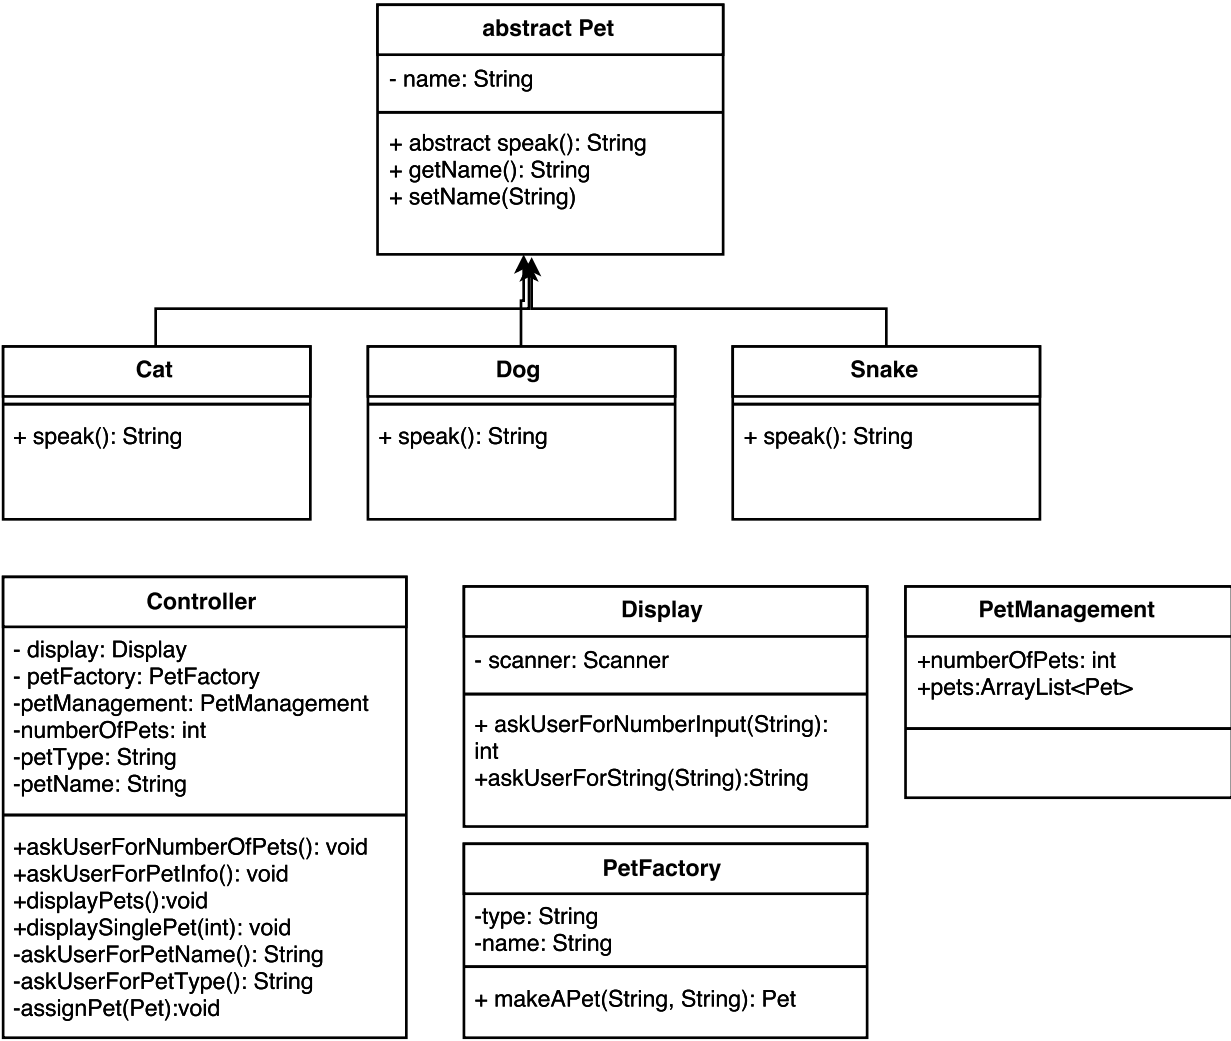 abstract Pet
- name: String
+ abstract speak(): String
+ getName(): String
+ setName(String)
Cat
+ speak(): String
Dog
+ speak(): String
Snake
+ speak(): String
Controller
- display: Display
- petFactory: PetFactory
-petManagement: PetManagement
-numberOfPets: int
-petType: String
-petName: String
+askUserForNumberOfPets(): void
+askUserForPetInfo(): void
+displayPets():void
+displaySinglePet(int): void
-askUserForPetName(): String
-askUserForPetType(): String
-assignPet(Pet):void
Display
- scanner: Scanner
+ askUserForNumberInput(String):
int
+askUserForString(String):String
PetFactory
-type: String
-name: String
+ makeAPet(String, String): Pet
PetManagement
+numberOfPets: int
+pets:ArrayList<Pet>